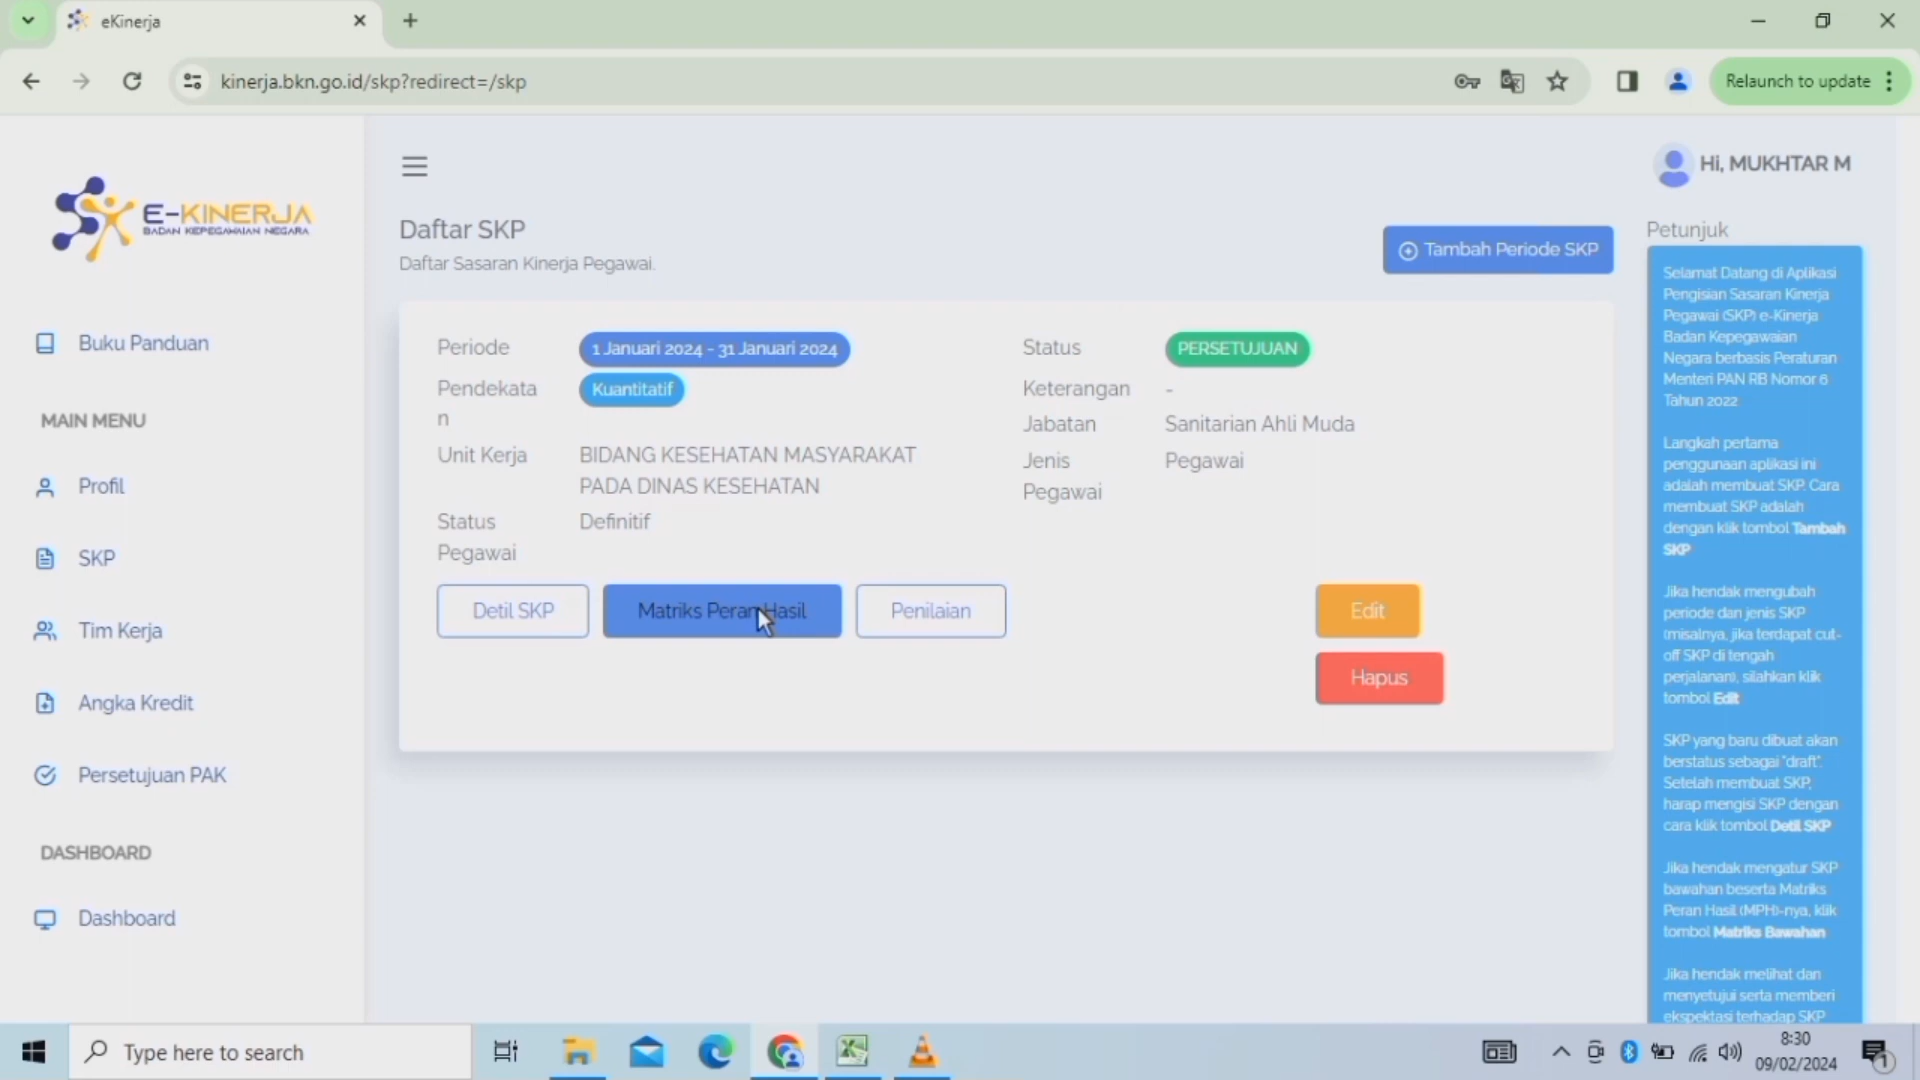 eKinerja
kinerja.bkn.go.id/skp?redirect=/skp
Relaunch to update
E-KINERJA
BADAN KEPEGAWAIAN NEGARA
Hi, MUKHTAR M
Buku Panduan
MAIN MENU
Profil
SKP
Tim Kerja
Angka Kredit
Persetujuan PAK
DASHBOARD
Dashboard
Daftar SKP
Daftar Sasaran Kinerja Pegawai.
Tambah Periode SKP
Periode
1 Januari 2024 - 31 Januari 2024
Pendekata
n
Kuantitatif
Unit Kerja
BIDANG KESEHATAN MASYARAKAT
PADA DINAS KESEHATAN
Status
Pegawai
Definitif
Status
PERSETUJUAN
Keterangan
-
Jabatan
Sanitarian Ahli Muda
Jenis
Pegawai
Pegawai
Detil SKP
Matriks Peran Hasil
Penilaian
Edit
Hapus
Petunjuk
Selamat Datang di Aplikasi
Pengisian Sasaran Kinerja
Pegawai (SKP) e-Kinerja
Badan Kepegawaian
Negara berbasis Peraturan
Menteri PAN RB Nomor 6
Tahun 2022
Langkah pertama
penggunaan aplikasi ini
adalah membuat SKP. Cara
membuat SKP adalah
dengan klik tombol Tambah
SKP
Jika hendak mengubah
periode dan jenis SKP
(misalnya, jika terdapat cut-
off SKP di tengah
perjalanan), silahkan klik
tombol Edit
SKP yang baru dibuat akan
berstatus sebagai "draft".
Setelah membuat SKP,
harap mengisi SKP dengan
cara klik tombol Detil SKP
Jika hendak mengatur SKP
bawahan beserta Matriks
Peran Hasil (MPH)-nya, klik
tombol Matriks Bawahan
Jika hendak melihat dan
menyetujui serta memberi
ekspektasi terhadap SKP
Type here to search
8:30
09/02/2024
1